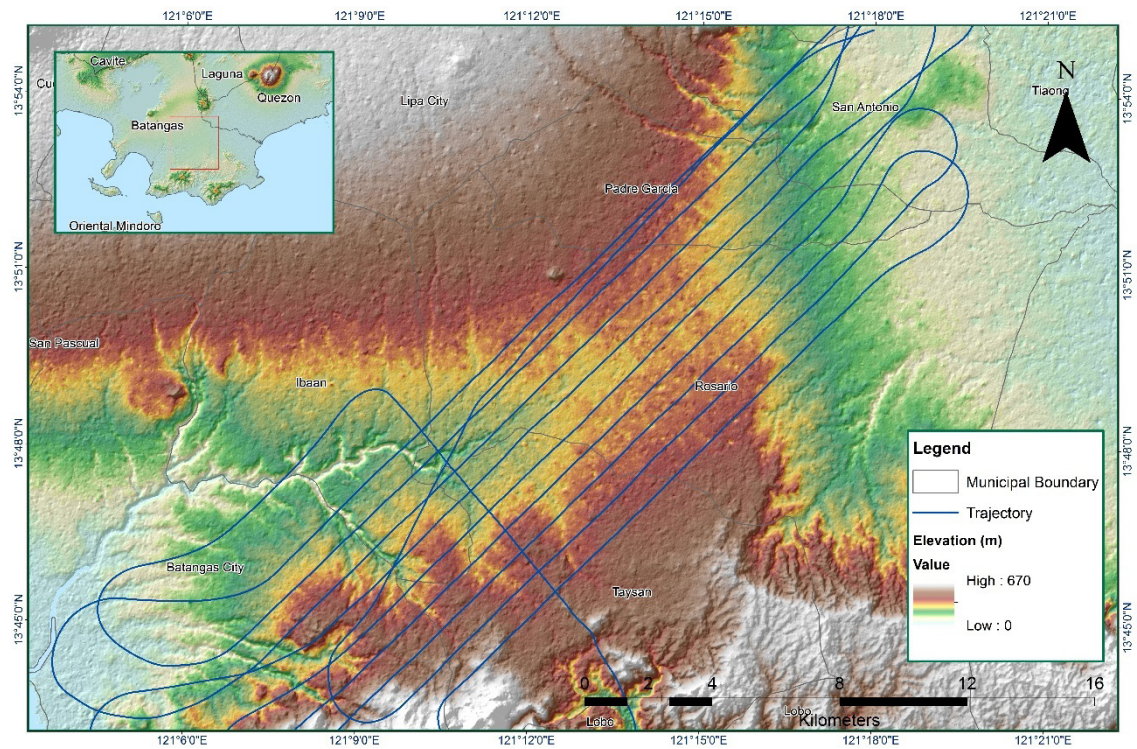 121°6'0"E 121°9'0"E 121°12'0"E 121°15'0"E 121°18'0"E 121°21'0"E
13°54'0"N
13°51'0"N
13°48'0"N
13°45'0"N
Cavite
Laguna
Quezon
Batangas
Oriental Mindoro
Lipa City
San Antonio
Tiaong
N
13°54'0"N
Padre Garcia
13°51'0"N
San Pascual
Ibaan
Rosario
13°48'0"N
Batangas City
Taysan
13°45'0"N
Lobo
Lobo
Legend
Municipal Boundary
Trajectory
Elevation (m)
Value
High : 670
Low : 0
0 2 4 8 12 16
Kilometers
121°6'0"E 121°9'0"E 121°12'0"E 121°15'0"E 121°18'0"E 121°21'0"E